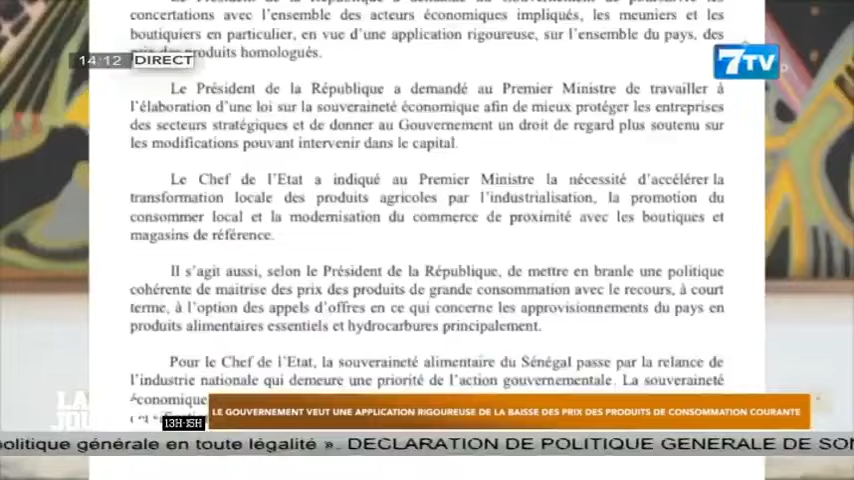 concertations avec l'ensemble des acteurs économiques impliqués, les meuniers et les
boutiquiers en particulier, en vue d'une application rigoureuse, sur l'ensemble du pays, des
produits homologués.
14:12 DIRECT
7TV
Le Président de la République a demandé au Premier Ministre de travailler à
l'élaboration d'une loi sur la souveraineté économique afin de mieux protéger les entreprises
des secteurs stratégiques et de donner au Gouvernement un droit de regard plus soutenu sur
les modifications pouvant intervenir dans le capital.
Le Chef de l'Etat a indiqué au Premier Ministre la nécessité d'accélérer la
transformation locale des produits agricoles par l'industrialisation, la promotion du
consommer local et la modernisation du commerce de proximité avec les boutiques et
magasins de référence.
Il s'agit aussi, selon le Président de la République, de mettre en branle une politique
cohérente de maitrise des prix des produits de grande consommation avec le recours, à court
terme, à l'option des appels d'offres en ce qui concerne les approvisionnements du pays en
produits alimentaires essentiels et hydrocarbures principalement.
Pour le Chef de l'Etat, la souveraineté alimentaire du Sénégal passe par la relance de
l'industrie nationale qui demeure une priorité de l'action gouvernementale. La souveraineté
économique
LE GOUVERNEMENT VEUT UNE APPLICATION RIGOUREUSE DE LA BAISSE DES PRIX DES PRODUITS DE CONSOMMATION COURANTE
13H-15H
politique générale en toute légalité ». DECLARATION DE POLITIQUE GENERALE DE